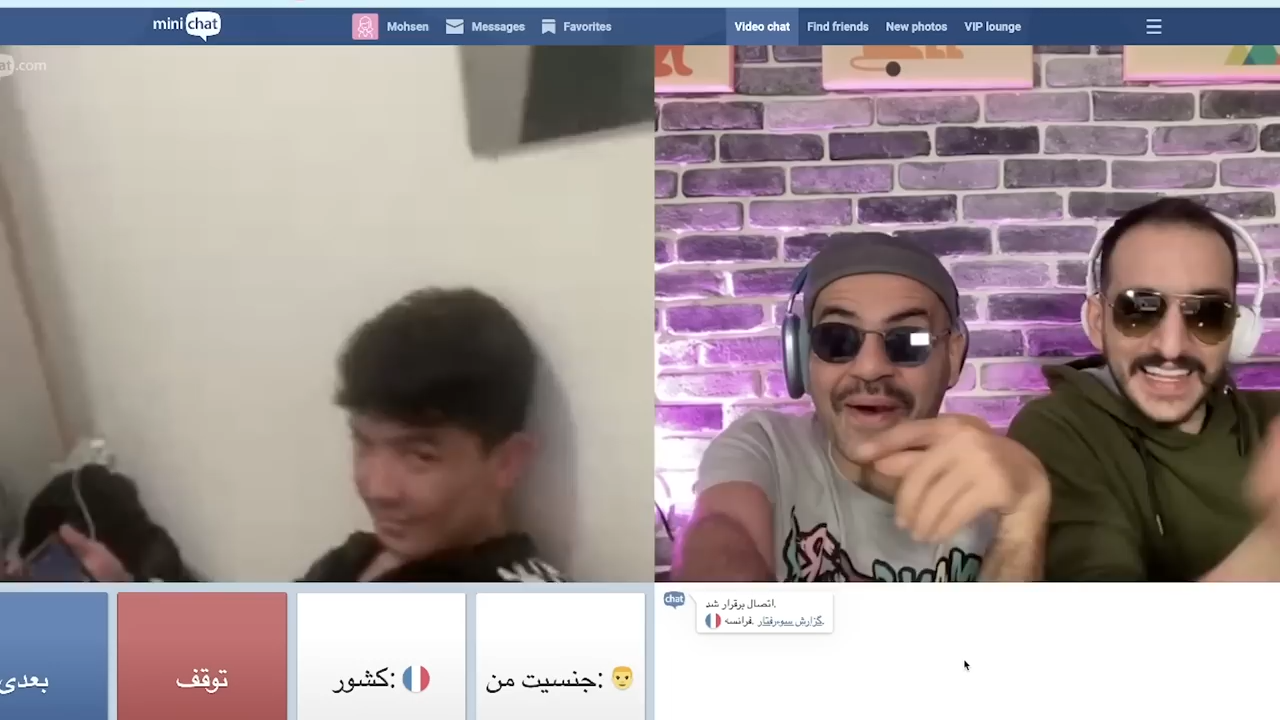 mini chat
Mohsen
Messages
Favorites
Video chat
Find friends
New photos
VIP lounge
at.com
chat
اتصال برقرار شد.
فرانسه. گزارش سوءرفتار.
بعدی
توقف
کشور:
جنسیت من: